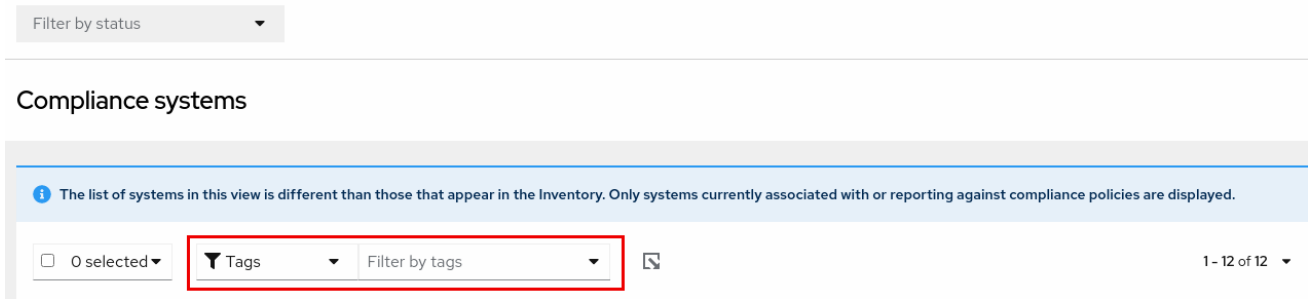 Filter by status
Compliance systems
The list of systems in this view is different than those that appear in the Inventory. Only systems currently associated with or reporting against compliance policies are displayed.
0 selected Tags Filter by tags 1 - 12 of 12